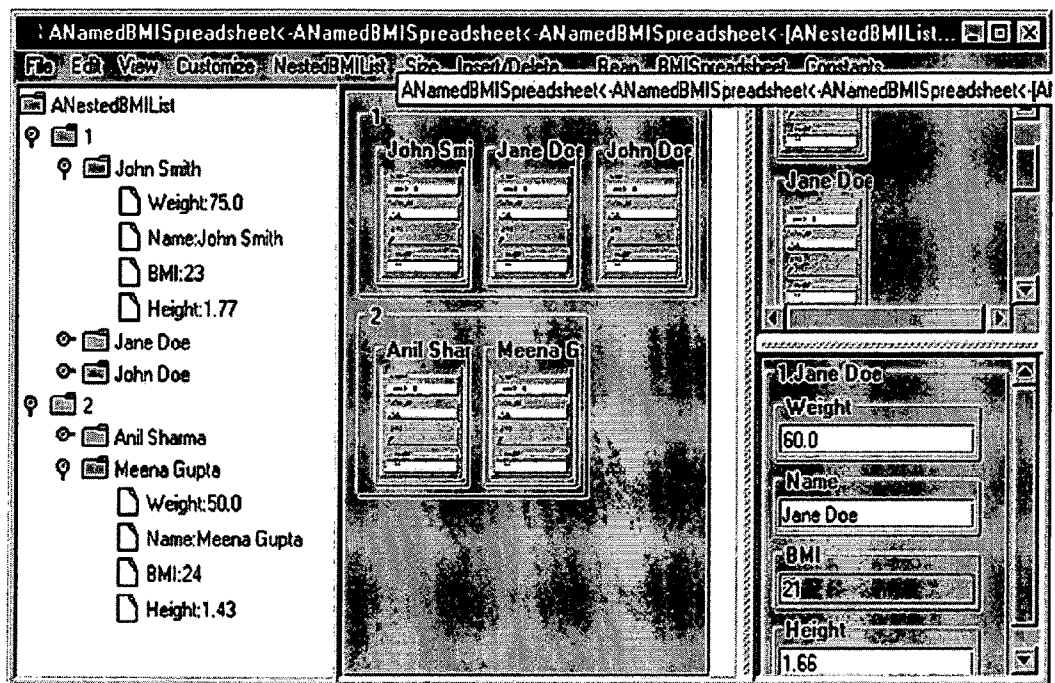 : ANamedBMISpreadsheet<-ANamedBMISpreadsheet<-ANamedBMISpreadsheet<-[ANestedBMIList...
File Edit View Customize NestedBMIList Size Insert/Delete Bean BMISpreadsheet Constants
ANamedBMISpreadsheet<-ANamedBMISpreadsheet<-ANamedBMISpreadsheet<-[AN
ANestedBMIList
1
John Smith
Weight:75.0
Name:John Smith
BMI:23
Height:1.77
Jane Doe
John Doe
2
Anil Sharma
Meena Gupta
Weight:50.0
Name:Meena Gupta
BMI:24
Height:1.43
1
John Smi
Jane Doe
John Doe
2
Anil Shar
Meena G
Jane Doe
1.Jane Doe
Weight
60.0
Name
Jane Doe
BMI
21
Height
1.66